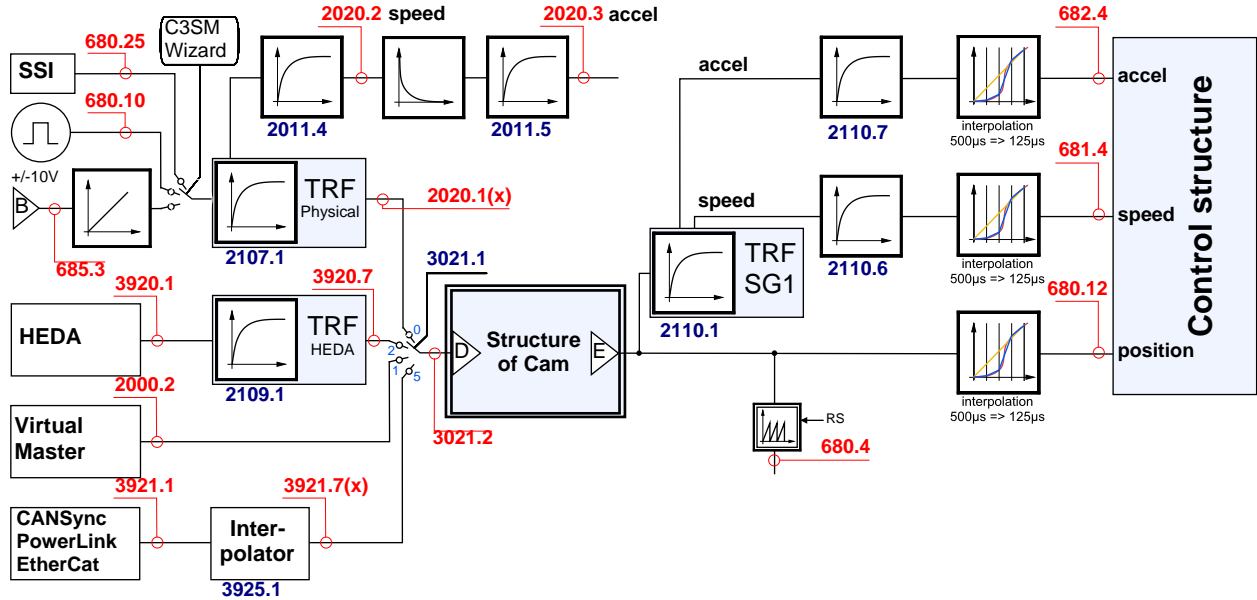 2020.2 speed
2020.3 accel
682.4
C3SM
Wizard
680.25
SSI
accel
accel
680.10
2011.4
2011.5
2110.7
interpolation
500µs => 125µs
681.4
+/-10V
B
TRF
Physical
2020.1(x)
speed
speed
Control structure
685.3
2107.1
3021.1
TRF
SG1
2110.6
interpolation
500µs => 125µs
3920.1
3920.7
680.12
HEDA
TRF
HEDA
0
2
1
5
D
Structure
of Cam
E
2110.1
position
2000.2
2109.1
interpolation
500µs => 125µs
Virtual
Master
3021.2
RS
680.4
3921.1
3921.7(x)
CANSync
PowerLink
EtherCat
Inter-
polator
3925.1